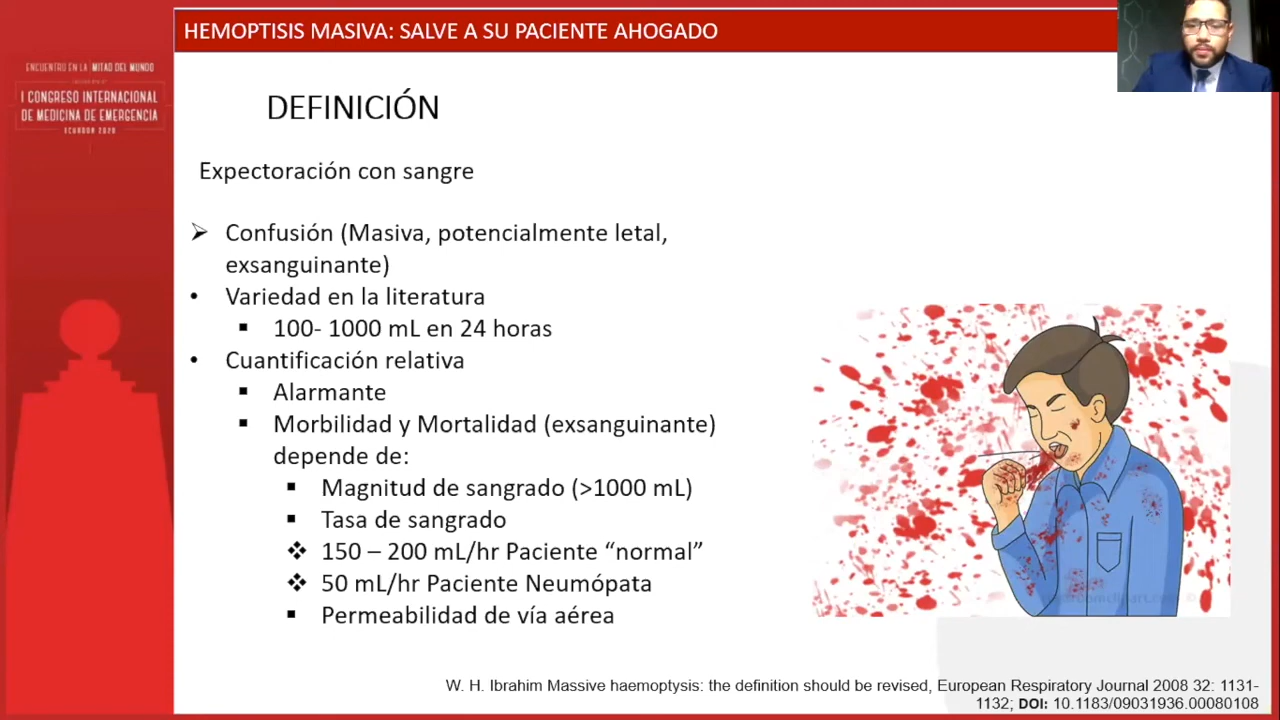 HEMOPTISIS MASIVA: SALVE A SU PACIENTE AHOGADO
ENCUENTRO EN LA MITAD DEL MUNDO
I CONGRESO INTERNACIONAL
DE MEDICINA DE EMERGENCIA
ECUADOR 2020
DEFINICIÓN
Expectoración con sangre
➢ Confusión (Masiva, potencialmente letal,
exsanguinante)
• Variedad en la literatura
▪ 100- 1000 mL en 24 horas
• Cuantificación relativa
▪ Alarmante
▪ Morbilidad y Mortalidad (exsanguinante)
depende de:
▪ Magnitud de sangrado (>1000 mL)
▪ Tasa de sangrado
❖ 150 – 200 mL/hr Paciente “normal”
❖ 50 mL/hr Paciente Neumópata
▪ Permeabilidad de vía aérea
W. H. Ibrahim Massive haemoptysis: the definition should be revised, European Respiratory Journal 2008 32: 1131-
1132; DOI: 10.1183/09031936.00080108